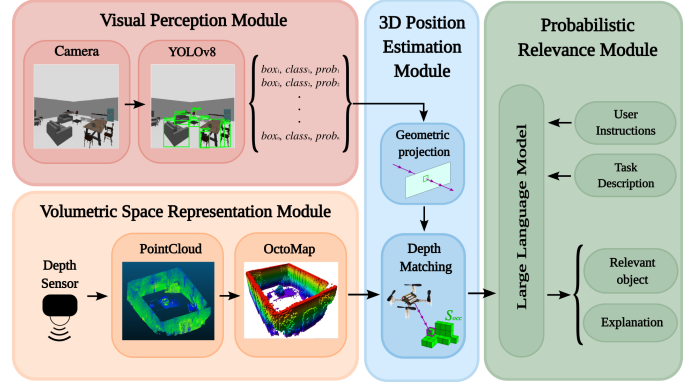 Visual Perception Module
Camera
YOLOv8
box₁, class₁, prob₁
box₂, class₂, prob₂
.
.
.
boxₙ, classₙ, probₙ
Volumetric Space Representation Module
Depth
Sensor
PointCloud
OctoMap
3D Position
Estimation
Module
Geometric
projection
Depth
Matching
Sₒcc
Probabilistic
Relevance Module
Large Language Model
User
Instructions
Task
Description
Relevant
object
Explanation